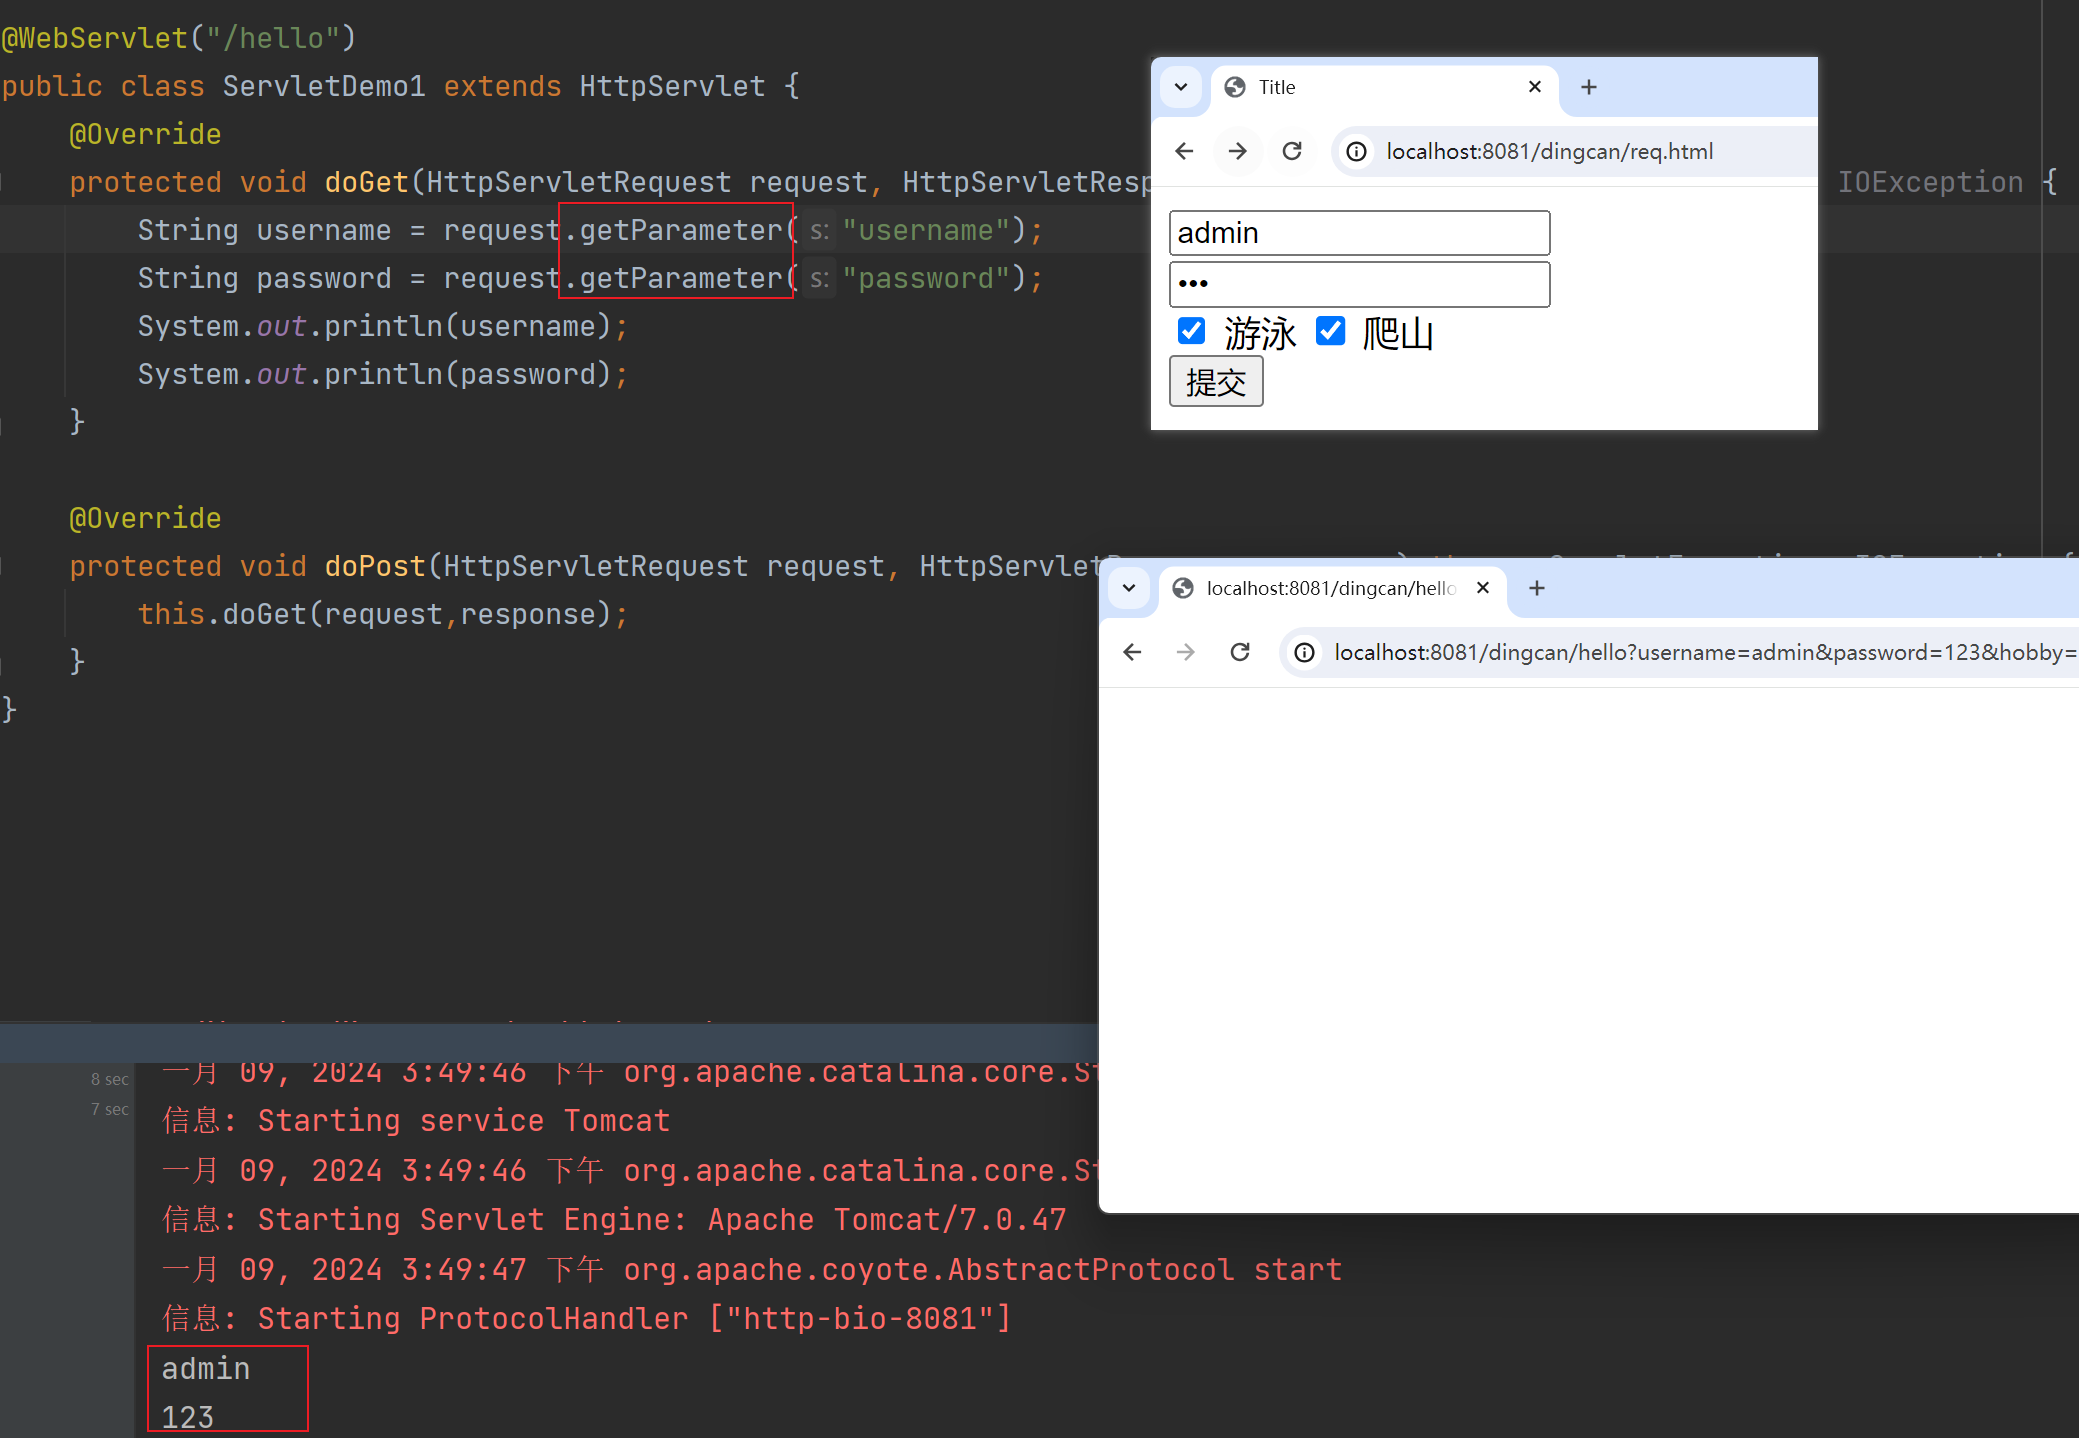 @WebServlet("/hello")
public class ServletDemo1 extends HttpServlet {
@Override
protected void doGet(HttpServletRequest request, HttpServletResp IOException {
String username = request.getParameter( s: "username");
String password = request.getParameter( s: "password");
System.out.println(username);
System.out.println(password);
}
@Override
protected void doPost(HttpServletRequest request, HttpServlet
this.doGet(request,response);
}
}
Title
localhost:8081/dingcan/req.html
admin
•••
游泳 爬山
提交
localhost:8081/dingcan/hello
localhost:8081/dingcan/hello?username=admin&password=123&hobby=
8 sec
7 sec
一月 09, 2024 3:49:46 下午 org.apache.catalina.core.St
信息: Starting service Tomcat
一月 09, 2024 3:49:46 下午 org.apache.catalina.core.St
信息: Starting Servlet Engine: Apache Tomcat/7.0.47
一月 09, 2024 3:49:47 下午 org.apache.coyote.AbstractProtocol start
信息: Starting ProtocolHandler ["http-bio-8081"]
admin
123